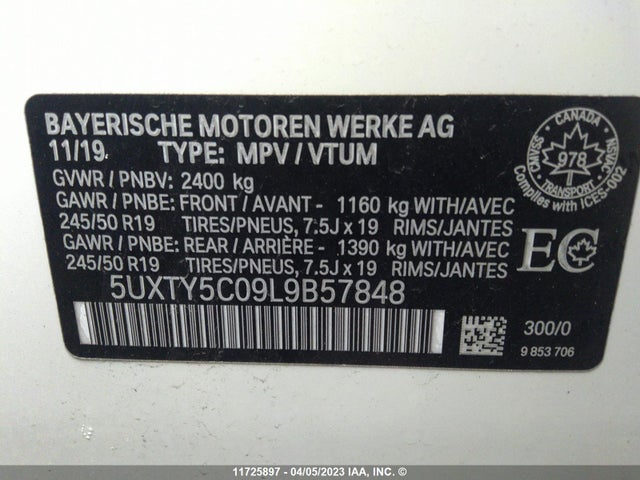 BAYERISCHE MOTOREN WERKE AG
11/19 TYPE: MPV / VTUM
GVWR / PNBV: 2400 kg
GAWR / PNBE: FRONT / AVANT - 1160 kg WITH/AVEC
245/50 R19 TIRES/PNEUS, 7.5J x 19 RIMS/JANTES
GAWR / PNBE: REAR / ARRIÈRE - 1390 kg WITH/AVEC
245/50 R19 TIRES/PNEUS, 7.5J x 19 RIMS/JANTES
5UXTY5C09L9B57848
CANADA
CMVSS
NSVAC
978
TRANSPORT
Complies with ICES-002
EC
300/0
9 853 706
11725897 - 04/05/2023 IAA, Inc. ©